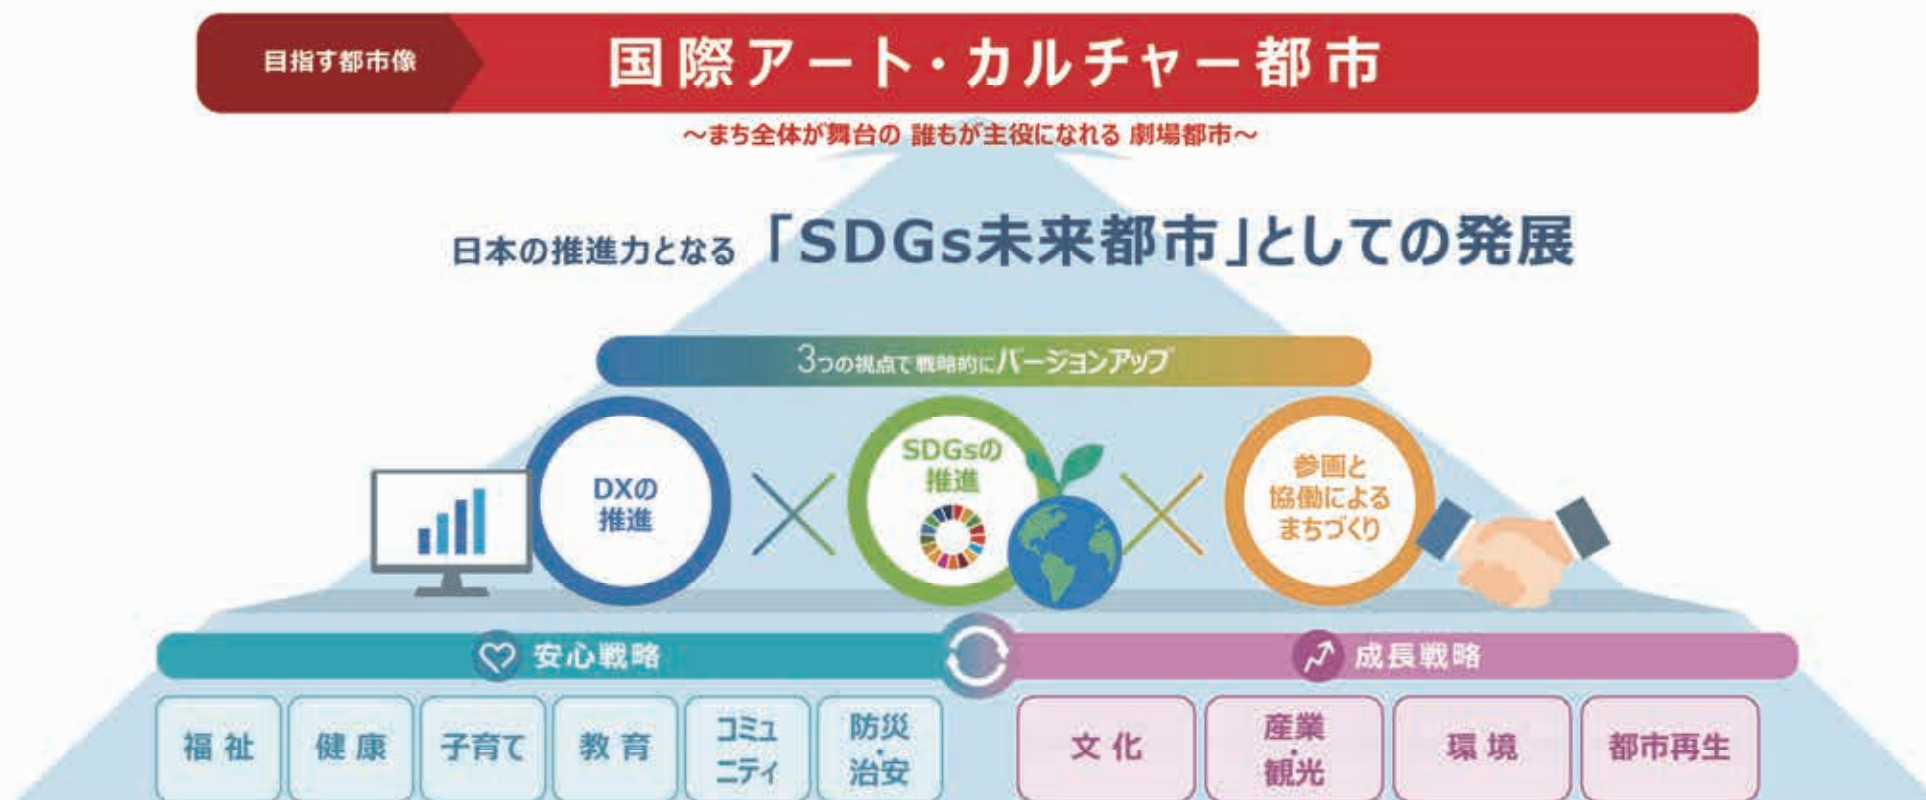 目指す都市像
国際アート・カルチャー都市
～まち全体が舞台の 誰もが主役になれる 劇場都市～
日本の推進力となる「SDGs未来都市」としての発展
3つの視点で戦略的にバージョンアップ
DXの
推進
SDGsの
推進
参画と
協働による
まちづくり
安心戦略
成長戦略
福祉
健康
子育て
教育
コミュ
ニティ
防災
・
治安
文化
産業
・
観光
環境
都市再生